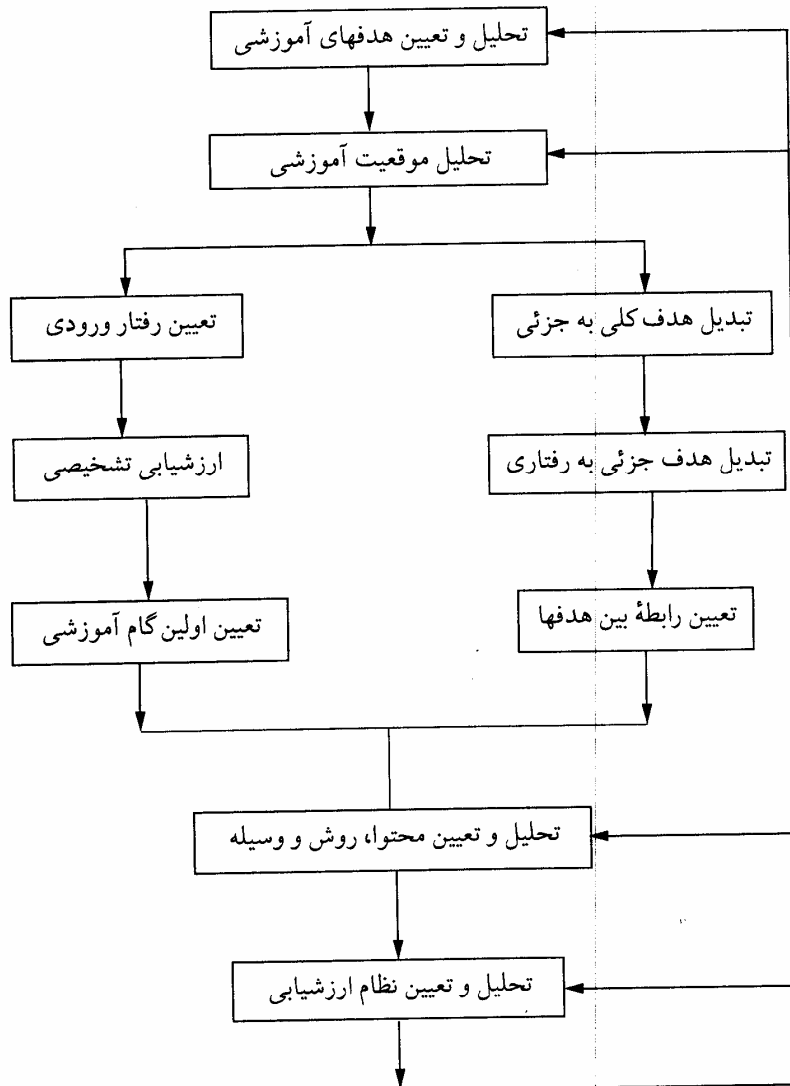 تحلیل و تعیین هدفهای آموزشی
تحلیل موقعیت آموزشی
تبدیل هدف کلی به جزئی
تعیین رفتار ورودی
تبدیل هدف جزئی به رفتاری
ارزشیابی تشخیصی
تعیین رابطهٔ بین هدفها
تعیین اولین گام آموزشی
تحلیل و تعیین محتوا، روش و وسیله
تحلیل و تعیین نظام ارزشیابی